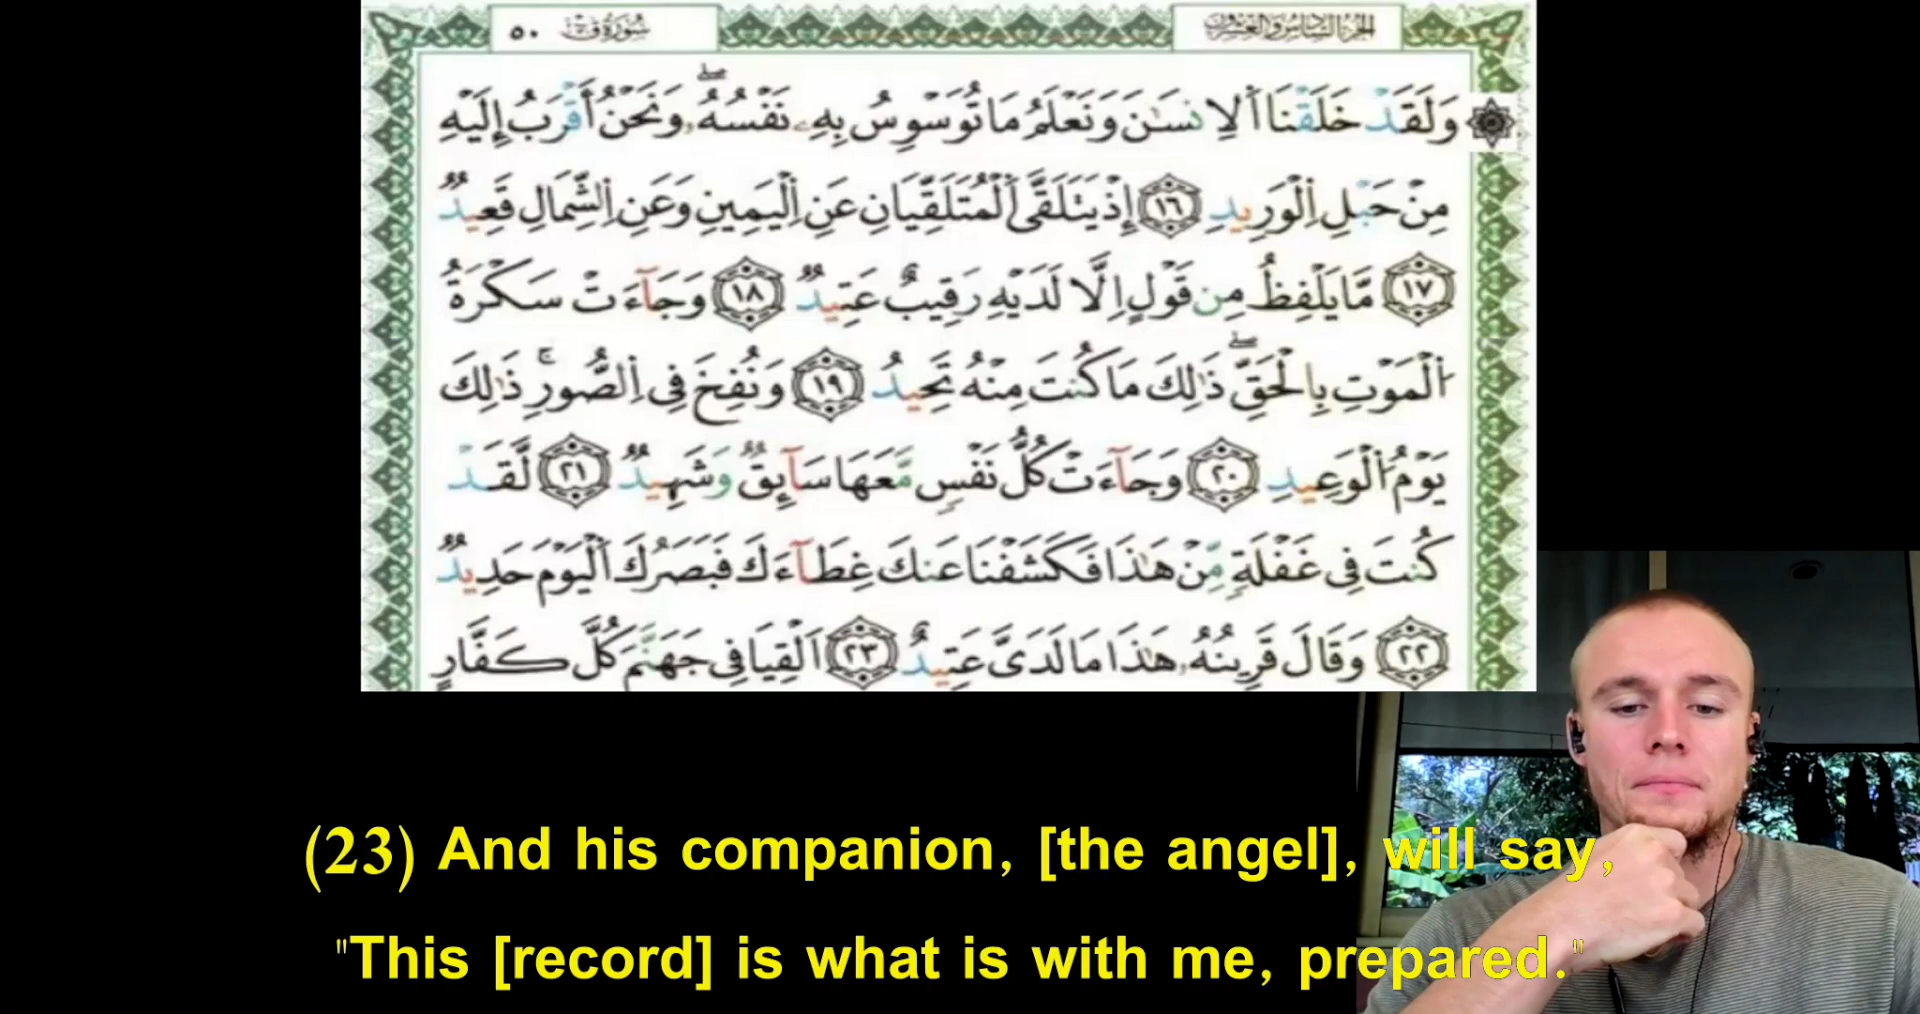 الجزء السادس والعشرون
سورة ق ٥٠
وَلَقَدْ خَلَقْنَا ٱلْإِنسَٰنَ وَنَعْلَمُ مَا تُوَسْوِسُ بِهِۦ نَفْسُهُۥ ۖ وَنَحْنُ أَقْرَبُ إِلَيْهِ
مِنْ حَبْلِ ٱلْوَرِيدِ ١٦ إِذْ يَتَلَقَّى ٱلْمُتَلَقِّيَانِ عَنِ ٱلْيَمِينِ وَعَنِ ٱلشِّمَالِ قَعِيدٌ
١٧ مَّا يَلْفِظُ مِن قَوْلٍ إِلَّا لَدَيْهِ رَقِيبٌ عَتِيدٌ ١٨ وَجَآءَتْ سَكْرَةُ
ٱلْمَوْتِ بِٱلْحَقِّ ۖ ذَٰلِكَ مَا كُنتَ مِنْهُ تَحِيدُ ١٩ وَنُفِخَ فِى ٱلصُّورِ ۚ ذَٰلِكَ
يَوْمُ ٱلْوَعِيدِ ٢٠ وَجَآءَتْ كُلُّ نَفْسٍ مَّعَهَا سَآئِقٌ وَشَهِيدٌ ٢١ لَّقَدْ
كُنتَ فِى غَفْلَةٍ مِّنْ هَٰذَا فَكَشَفْنَا عَنكَ غِطَآءَكَ فَبَصَرُكَ ٱلْيَوْمَ حَدِيدٌ
٢٢ وَقَالَ قَرِينُهُۥ هَٰذَا مَا لَدَىَّ عَتِيدٌ ٢٣ أَلْقِيَا فِى جَهَنَّمَ كُلَّ كَفَّارٍ
(23) And his companion, [the angel], will say,
"This [record] is what is with me, prepared."